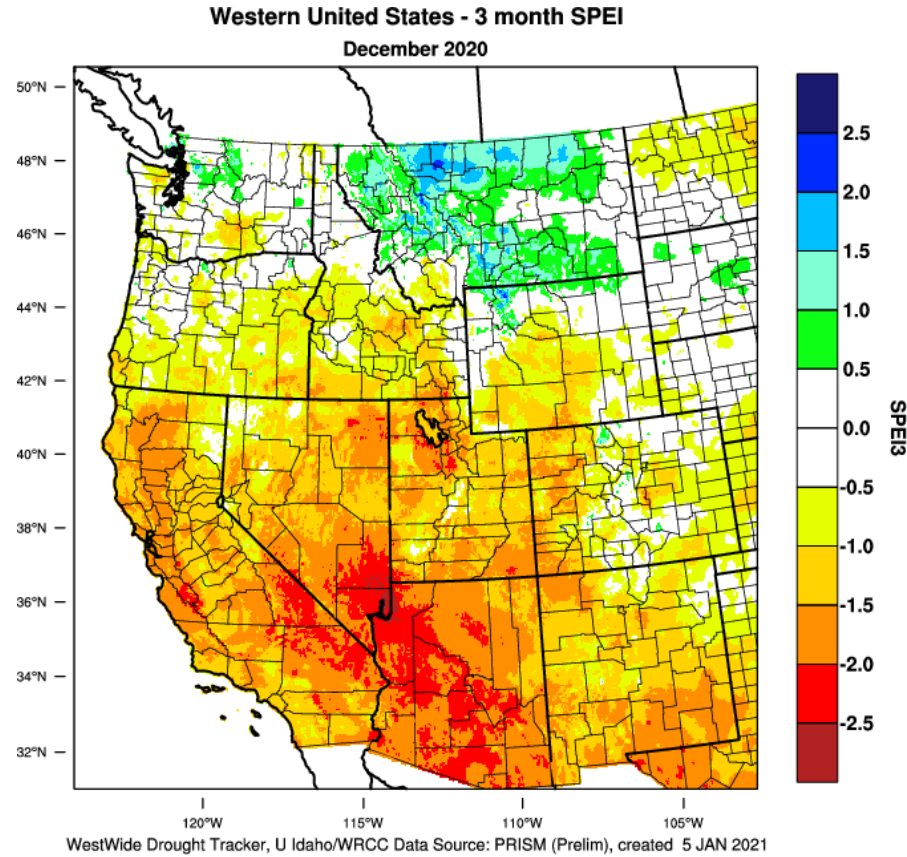 Western United States - 3 month SPEI
December 2020
50°N
48°N
46°N
44°N
42°N
40°N
38°N
36°N
34°N
32°N
120°W
115°W
110°W
105°W
2.5
2.0
1.5
1.0
0.5
0.0
-0.5
-1.0
-1.5
-2.0
-2.5
SPEI3
WestWide Drought Tracker, U Idaho/WRCC Data Source: PRISM (Prelim), created 5 JAN 2021